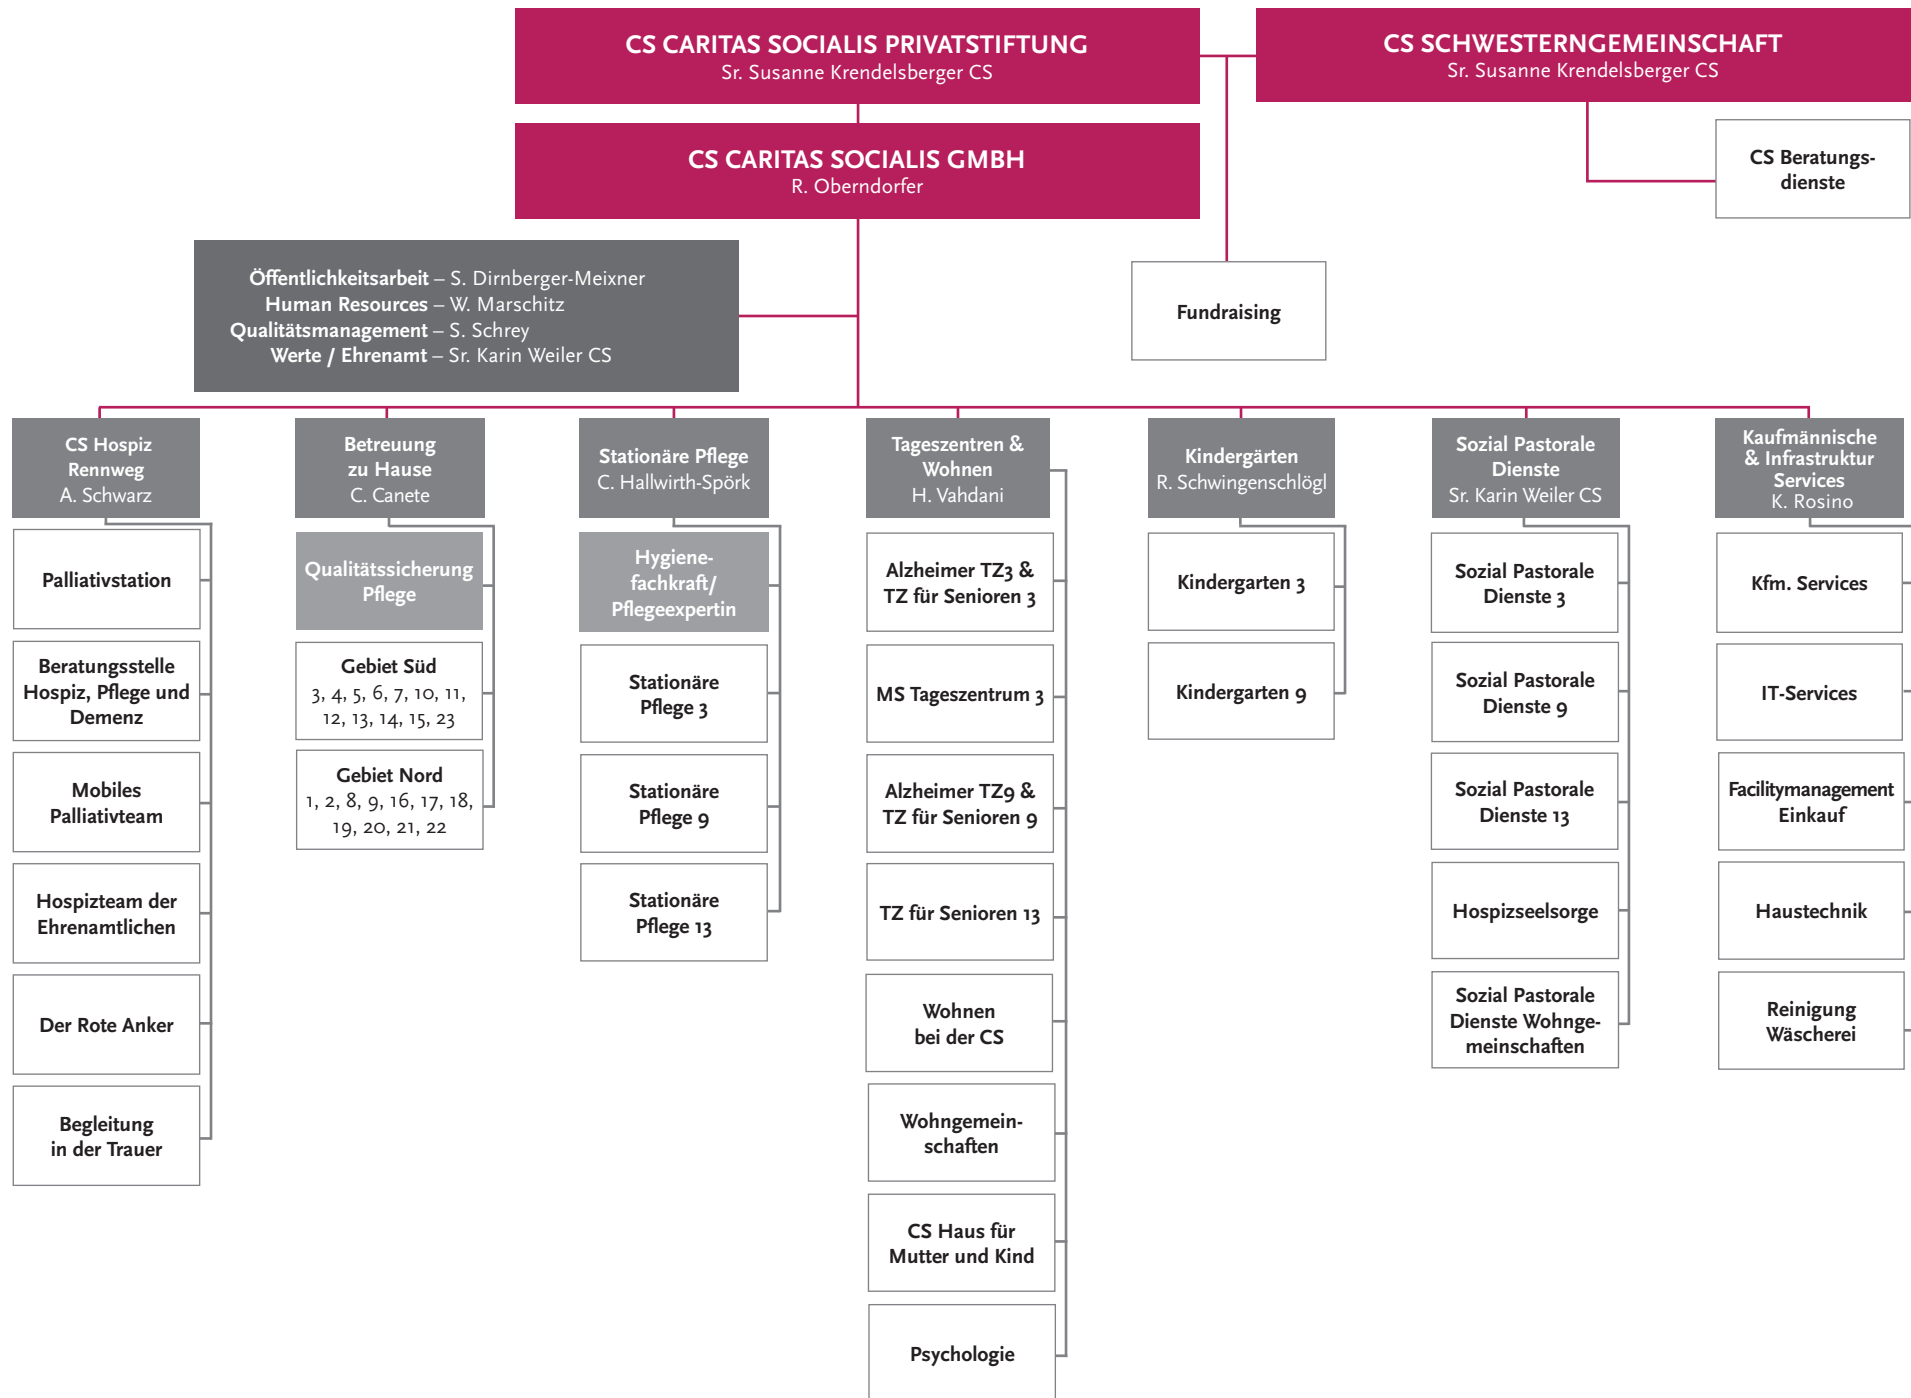 CS CARITAS SOCIALIS PRIVATSTIFTUNG
Sr. Susanne Krendelsberger CS
CS SCHWESTERNGEMEINSCHAFT
Sr. Susanne Krendelsberger CS
CS CARITAS SOCIALIS GMBH
R. Oberndorfer
CS Beratungs-
dienste
Öffentlichkeitsarbeit – S. Dirnberger-Meixner
Human Resources – W. Marschitz
Qualitätsmanagement – S. Schrey
Werte / Ehrenamt – Sr. Karin Weiler CS
Fundraising
CS Hospiz
Rennweg
A. Schwarz
Palliativstation
Beratungsstelle
Hospiz, Pflege und
Demenz
Mobiles
Palliativteam
Hospizteam der
Ehrenamtlichen
Der Rote Anker
Begleitung
in der Trauer
Betreuung
zu Hause
C. Canete
Qualitätssicherung
Pflege
Gebiet Süd
3, 4, 5, 6, 7, 10, 11,
12, 13, 14, 15, 23
Gebiet Nord
1, 2, 8, 9, 16, 17, 18,
19, 20, 21, 22
Stationäre Pflege
C. Hallwirth-Spörk
Hygiene-
fachkraft/
Pflegeexpertin
Stationäre
Pflege 3
Stationäre
Pflege 9
Stationäre
Pflege 13
Tageszentren &
Wohnen
H. Vahdani
Alzheimer TZ3 &
TZ für Senioren 3
MS Tageszentrum 3
Alzheimer TZ9 &
TZ für Senioren 9
TZ für Senioren 13
Wohnen
bei der CS
Wohngemein-
schaften
CS Haus für
Mutter und Kind
Psychologie
Kindergärten
R. Schwingenschlögl
Kindergarten 3
Kindergarten 9
Sozial Pastorale
Dienste
Sr. Karin Weiler CS
Sozial Pastorale
Dienste 3
Sozial Pastorale
Dienste 9
Sozial Pastorale
Dienste 13
Hospizseelsorge
Sozial Pastorale
Dienste Wohnge-
meinschaften
Kaufmännische
& Infrastruktur
Services
K. Rosino
Kfm. Services
IT-Services
Facilitymanagement
Einkauf
Haustechnik
Reinigung
Wäscherei